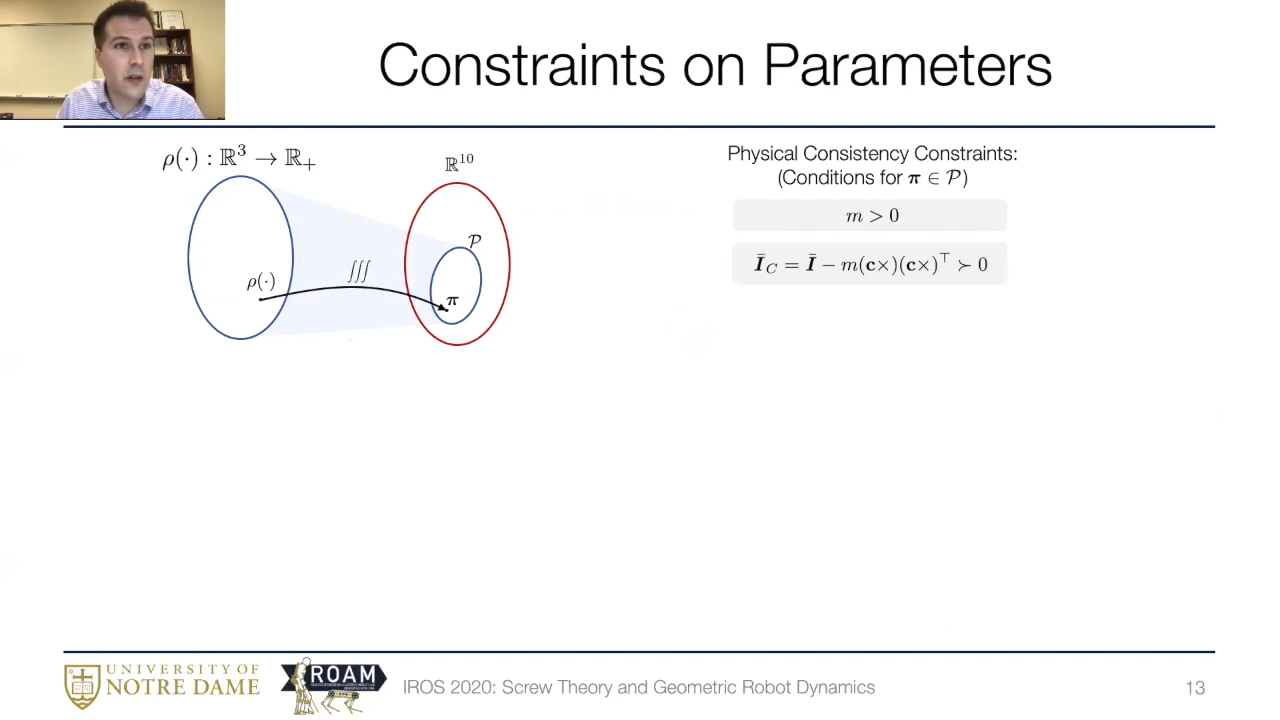 Constraints on Parameters
ρ(·) : ℝ³ → ℝ₊
ℝ¹⁰
𝒫
ρ(·)
∭
π
Physical Consistency Constraints:
(Conditions for π ∈ 𝒫)
m > 0
Ī_C = Ī − m(c×)(c×)^⊤ ≻ 0
UNIVERSITY OF
NOTRE DAME
ROAM
IROS 2020: Screw Theory and Geometric Robot Dynamics
13